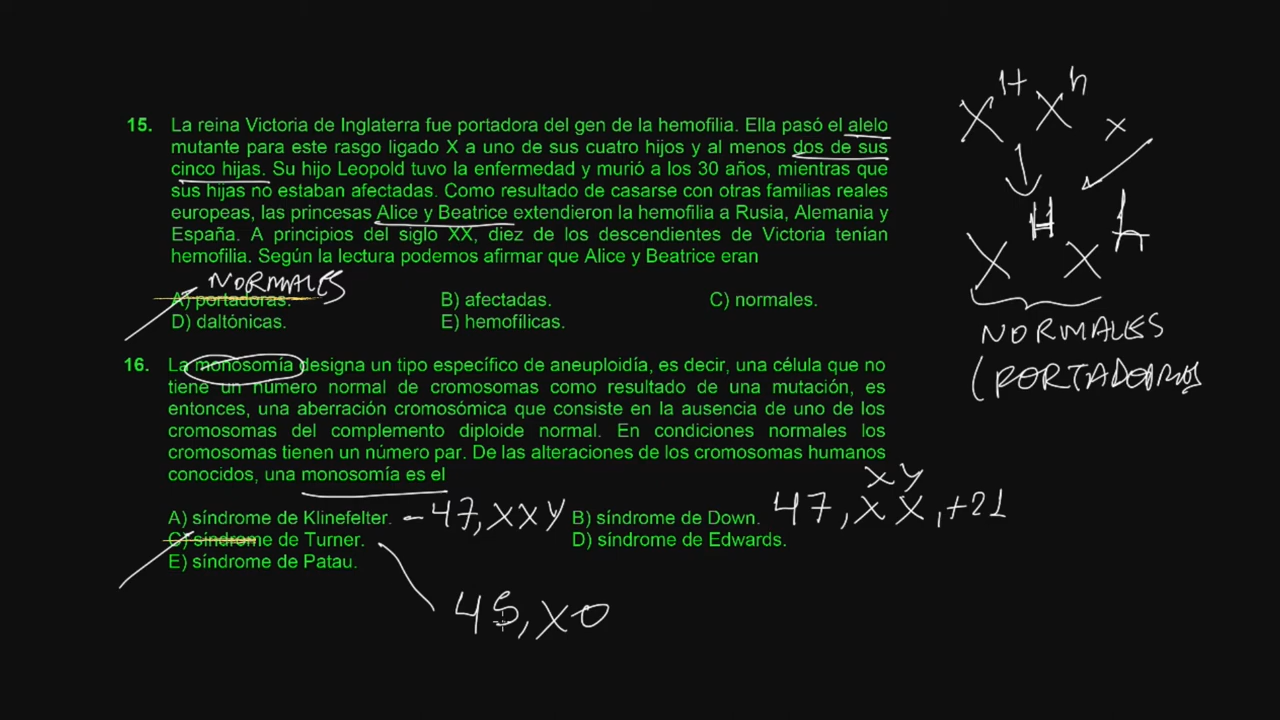 15. La reina Victoria de Inglaterra fue portadora del gen de la hemofilia. Ella pasó el alelo
mutante para este rasgo ligado X a uno de sus cuatro hijos y al menos dos de sus
cinco hijas. Su hijo Leopold tuvo la enfermedad y murió a los 30 años, mientras que
sus hijas no estaban afectadas. Como resultado de casarse con otras familias reales
europeas, las princesas Alice y Beatrice extendieron la hemofilia a Rusia, Alemania y
España. A principios del siglo XX, diez de los descendientes de Victoria tenían
hemofilia. Según la lectura podemos afirmar que Alice y Beatrice eran
NORMALES
A) portadoras. B) afectadas. C) normales.
D) daltónicas. E) hemofílicas.
X^H X^h x
X^H X^h
NORMALES
(PORTADORAS
16. La monosomía designa un tipo específico de aneuploidía, es decir, una célula que no
tiene un número normal de cromosomas como resultado de una mutación, es
entonces, una aberración cromosómica que consiste en la ausencia de uno de los
cromosomas del complemento diploide normal. En condiciones normales los
cromosomas tienen un número par. De las alteraciones de los cromosomas humanos
conocidos, una monosomía es el
XY
A) síndrome de Klinefelter. - 47, XXY B) síndrome de Down. 47, XX, +21
C) síndrome de Turner. D) síndrome de Edwards.
E) síndrome de Patau.
45, XO